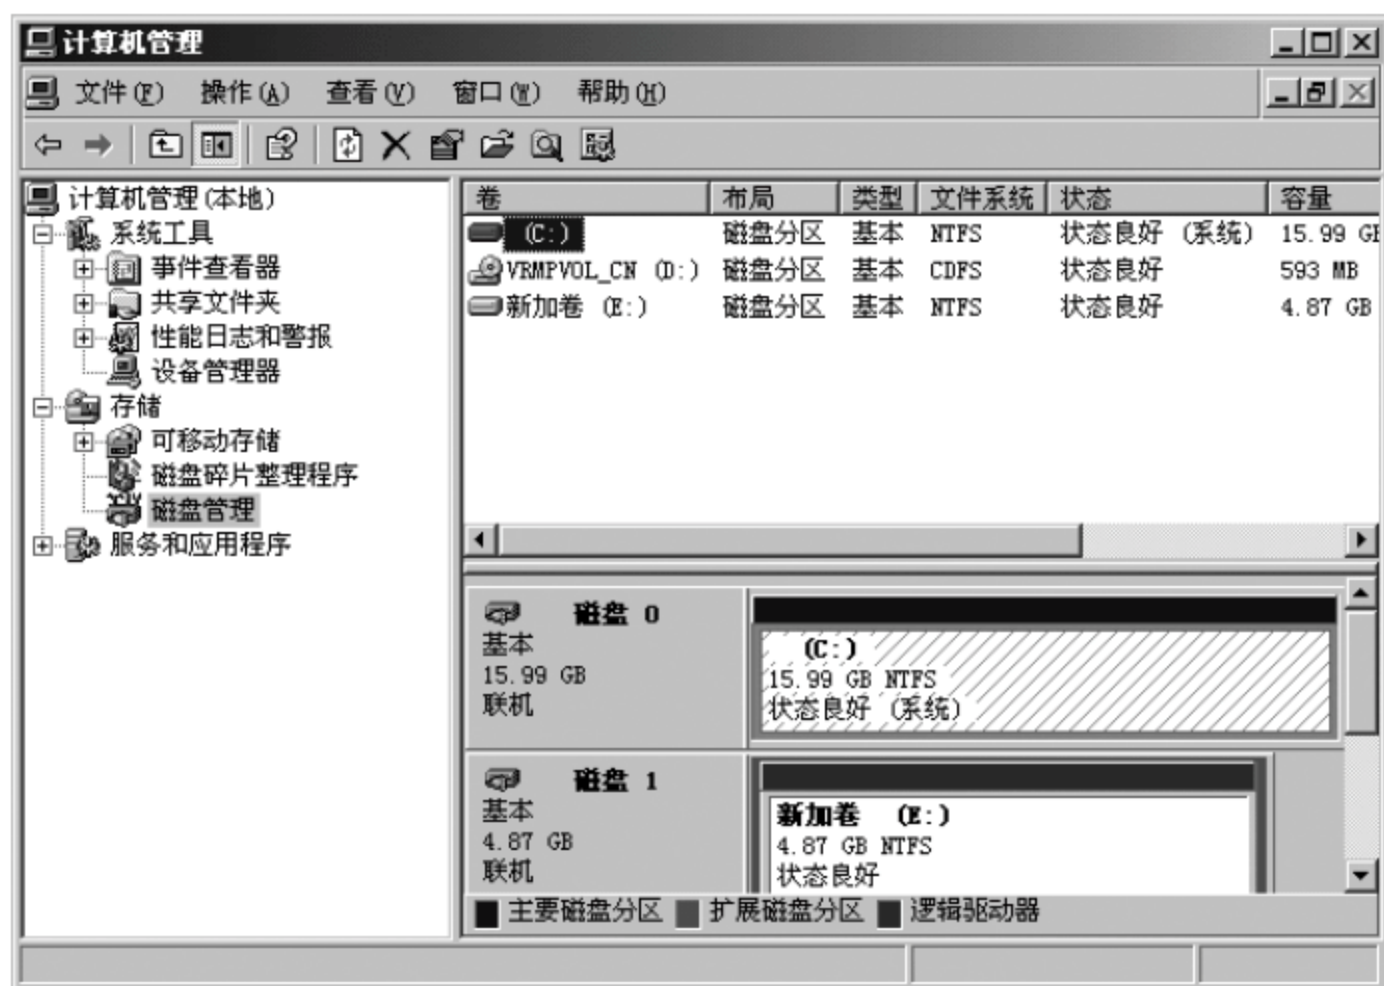 计算机管理
文件(F) 操作(A) 查看(V) 窗口(W) 帮助(H)
计算机管理(本地)
系统工具
事件查看器
共享文件夹
性能日志和警报
设备管理器
存储
可移动存储
磁盘碎片整理程序
磁盘管理
服务和应用程序
卷 布局 类型 文件系统 状态 容量
(C:) 磁盘分区 基本 NTFS 状态良好 (系统) 15.99 GB
VRMPVOL_CN (D:) 磁盘分区 基本 CDFS 状态良好 593 MB
新加卷 (E:) 磁盘分区 基本 NTFS 状态良好 4.87 GB
磁盘 0
基本
15.99 GB
联机
(C:)
15.99 GB NTFS
状态良好 (系统)
磁盘 1
基本
4.87 GB
联机
新加卷 (E:)
4.87 GB NTFS
状态良好
主要磁盘分区 扩展磁盘分区 逻辑驱动器